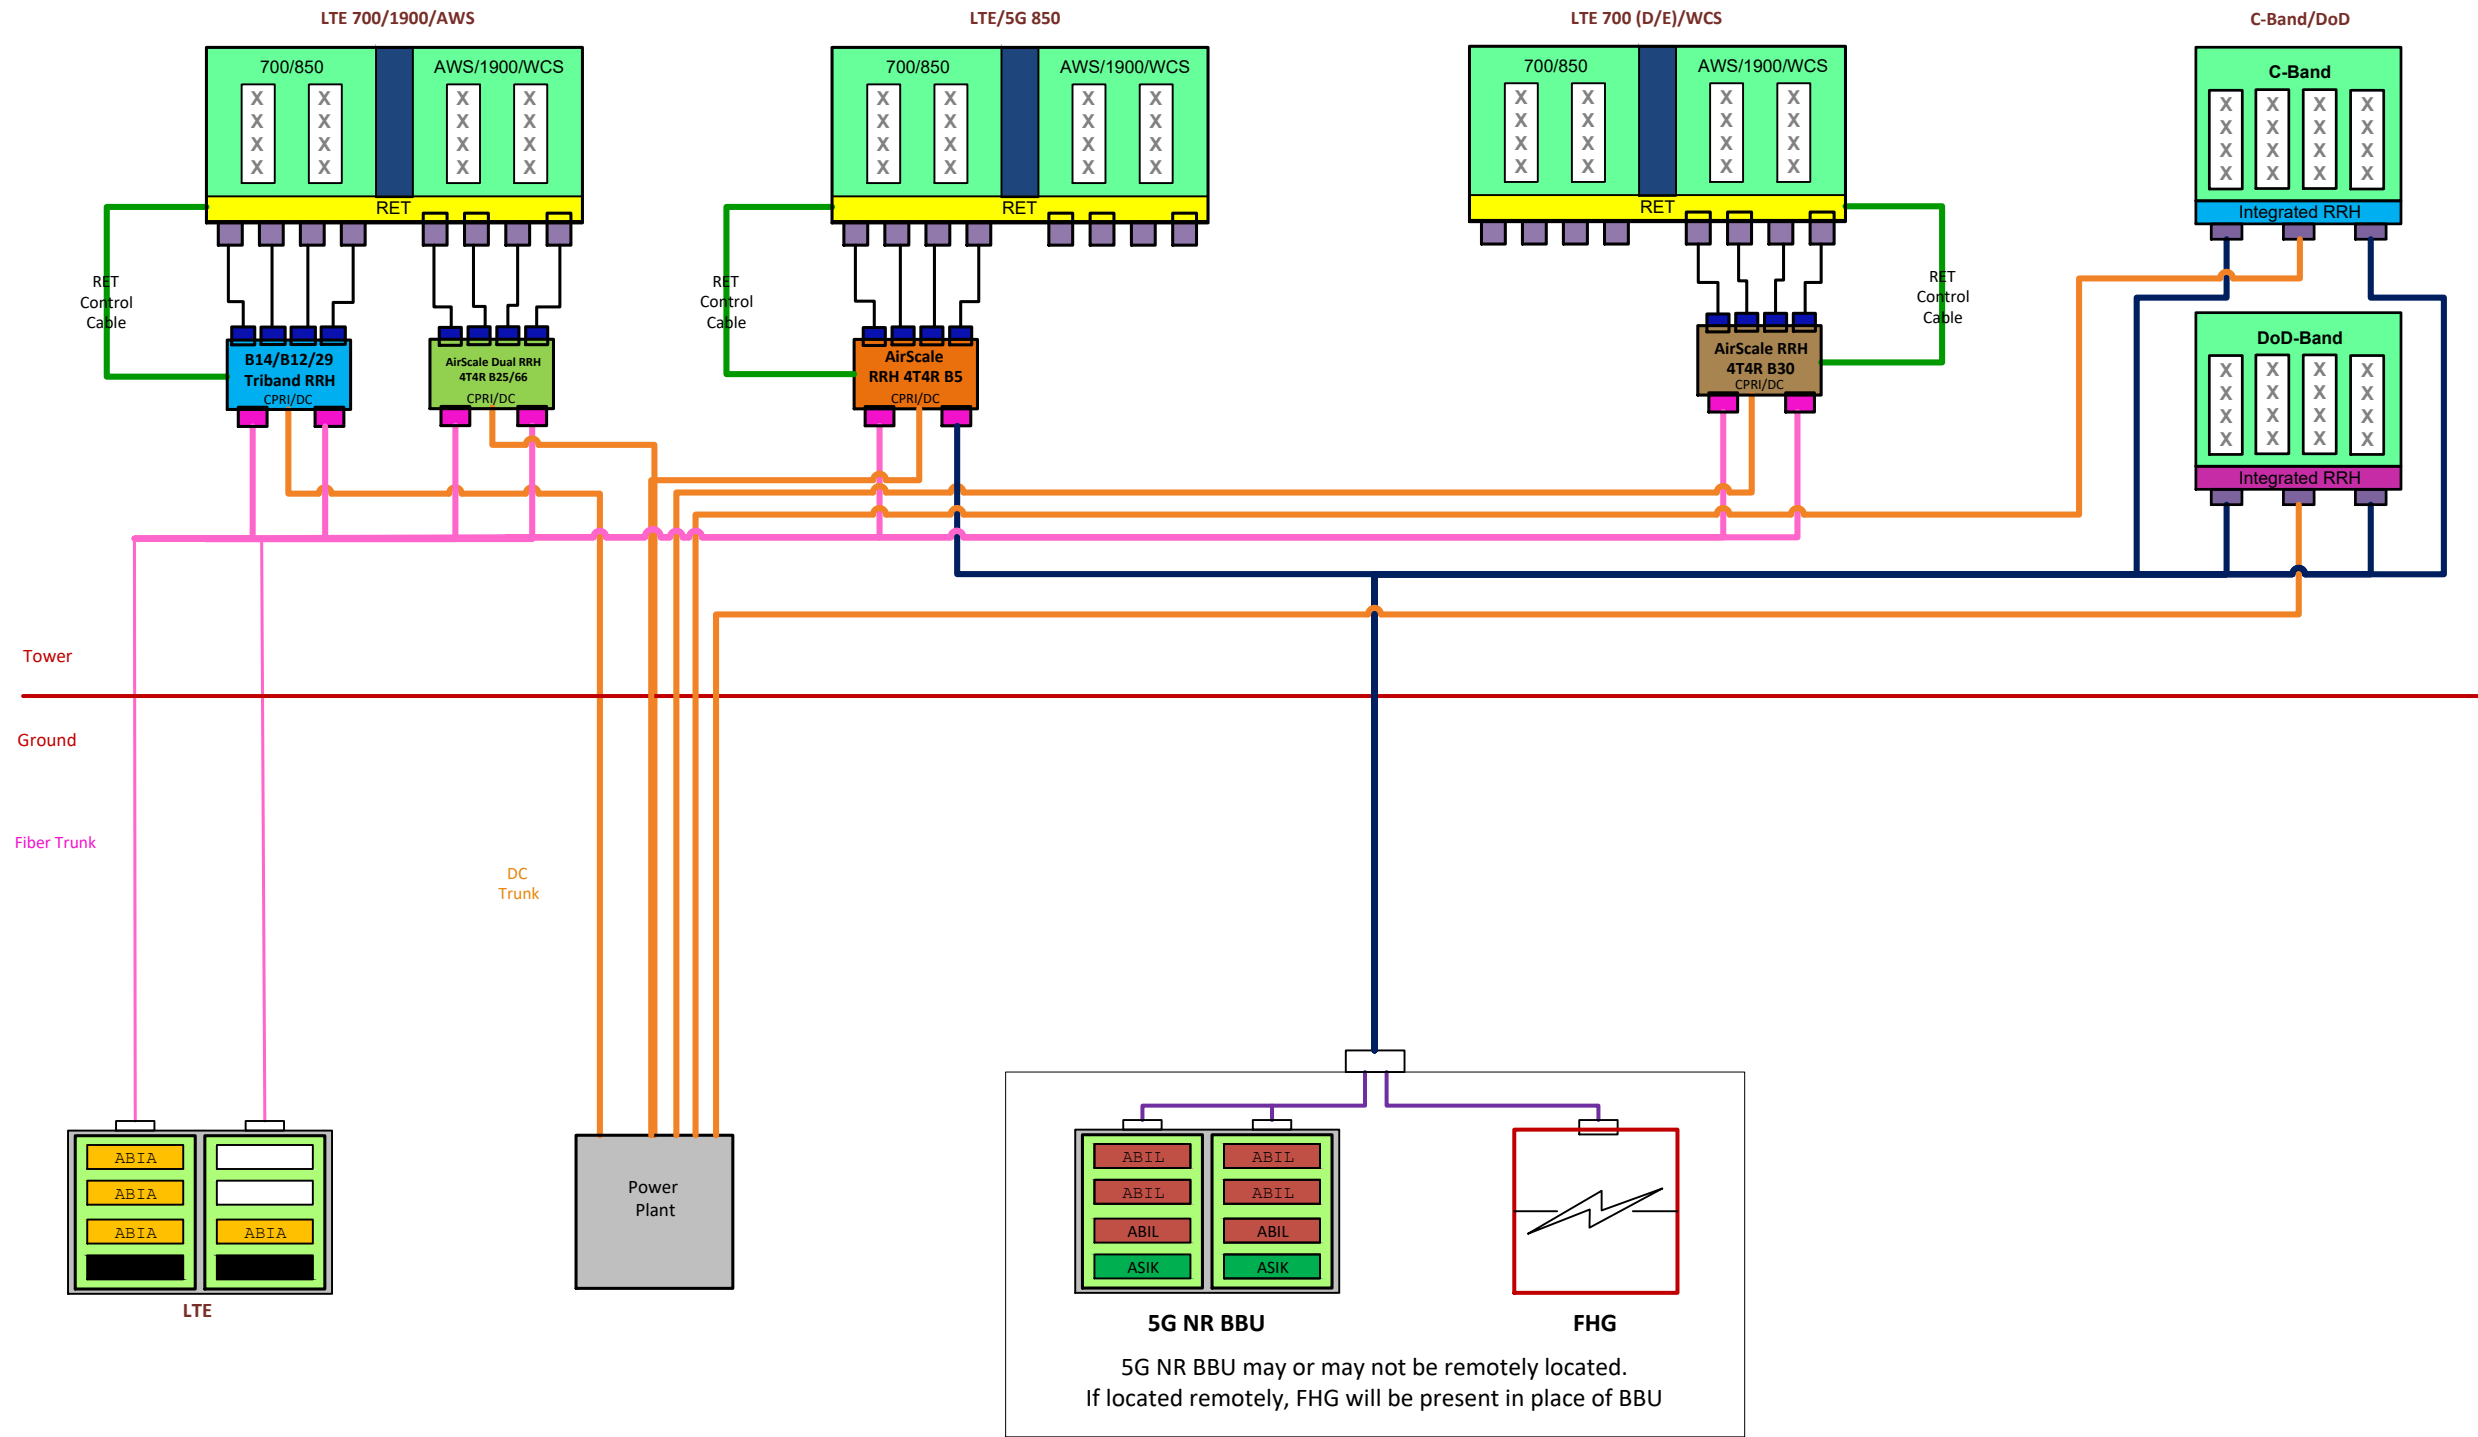 LTE 700/1900/AWS
LTE/5G 850
LTE 700 (D/E)/WCS
C-Band/DoD
700/850
AWS/1900/WCS
X X X X
X X X X
X X X X
X X X X
RET
700/850
AWS/1900/WCS
X X X X
X X X X
X X X X
X X X X
RET
700/850
AWS/1900/WCS
X X X X
X X X X
X X X X
X X X X
RET
C-Band
X X X X
X X X X
X X X X
X X X X
Integrated RRH
RET
Control
Cable
RET
Control
Cable
RET
Control
Cable
B14/B12/29
Triband RRH
CPRI/DC
AirScale Dual RRH
4T4R B25/66
CPRI/DC
AirScale
RRH 4T4R B5
CPRI/DC
AirScale RRH
4T4R B30
CPRI/DC
DoD-Band
X X X X
X X X X
X X X X
X X X X
Integrated RRH
Tower
Ground
Fiber Trunk
DC
Trunk
ABIA
ABIA
ABIA ABIA
LTE
Power
Plant
ABIL ABIL
ABIL ABIL
ABIL ABIL
ASIK ASIK
5G NR BBU
FHG
5G NR BBU may or may not be remotely located.
If located remotely, FHG will be present in place of BBU